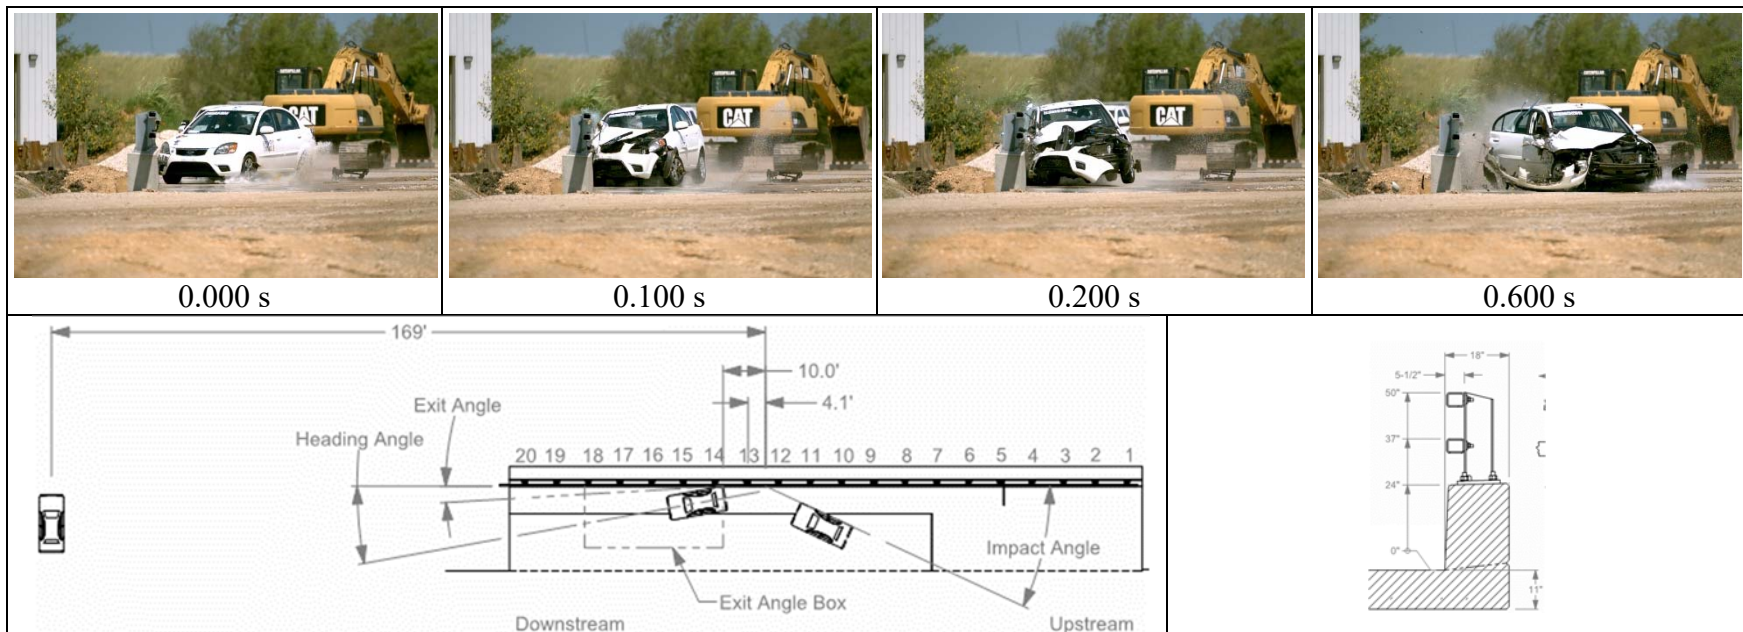 CAT
CAT
CAT
0.000 s
0.100 s
0.200 s
0.600 s
169'
10.0'
4.1'
Exit Angle
Heading Angle
20 19 18 17 16 15 14 13 12 11 10 9 8 7 6 5 4 3 2 1
Impact Angle
Exit Angle Box
Downstream
Upstream
18"
5-1/2"
50"
37"
24"
0"
11"